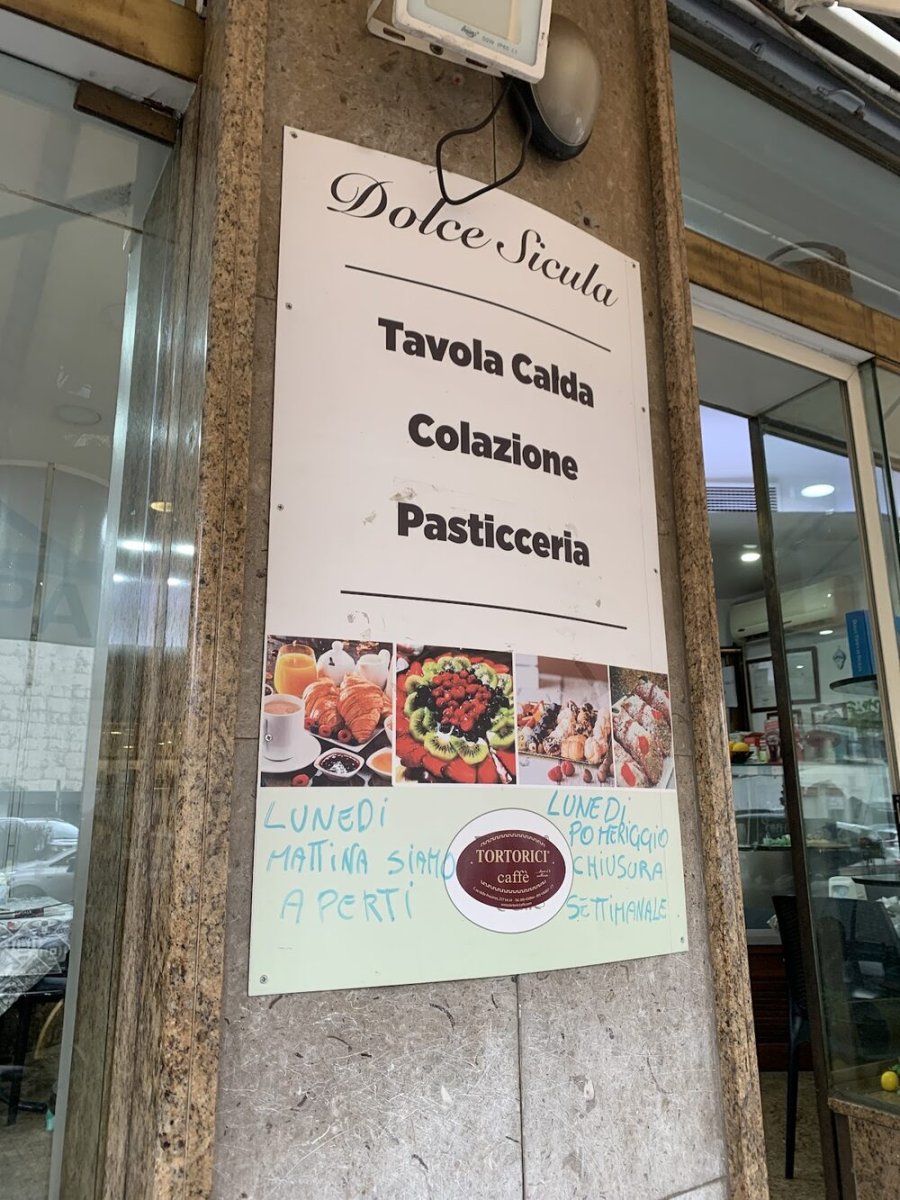 Dolce Sicula
Tavola Calda
Colazione
Pasticceria
LUNEDI
MATTINA SIAMO
APERTI
TORTORICI
caffè
LUNEDI
POMERIGGIO
CHIUSURA
SETTIMANALE